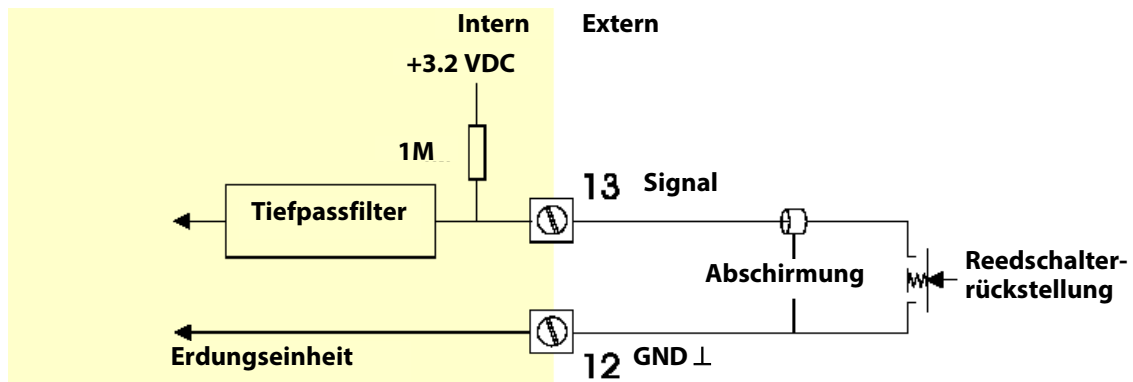 Intern
Extern
+3.2 VDC
1M
13 Signal
Tiefpassfilter
Abschirmung
Reedschalter-
rückstellung
Erdungseinheit
12 GND ⊥